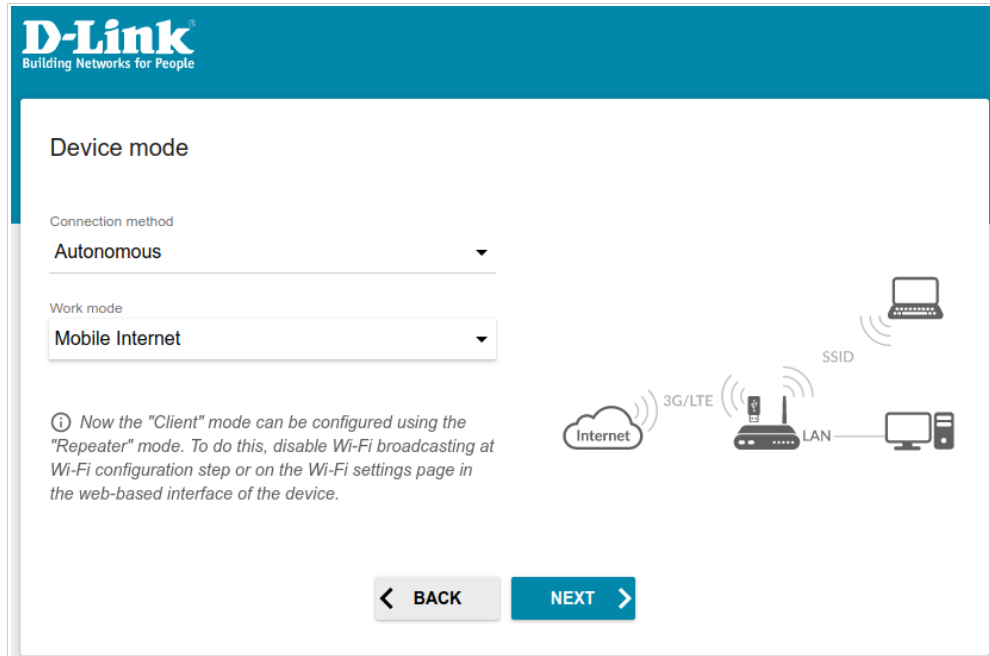 D-Link®
Building Networks for People
Device mode
Connection method
Autonomous
Work mode
Mobile Internet
Now the "Client" mode can be configured using the
"Repeater" mode. To do this, disable Wi-Fi broadcasting at
Wi-Fi configuration step or on the Wi-Fi settings page in
the web-based interface of the device.
SSID
3G/LTE
Internet
LAN
BACK
NEXT